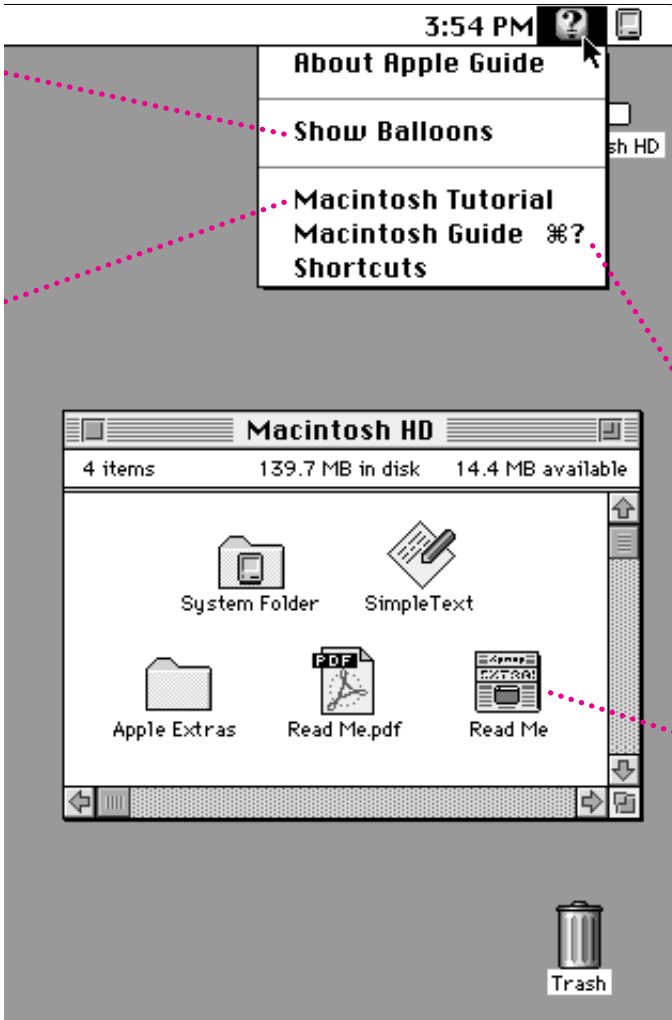 3:54 PM
About Apple Guide
Show Balloons
sh HD
Macintosh Tutorial
Macintosh Guide ⌘?
Shortcuts
Macintosh HD
4 items 139.7 MB in disk 14.4 MB available
System Folder SimpleText
PDF
EXTRA!
Apple Extras Read Me.pdf Read Me
Trash